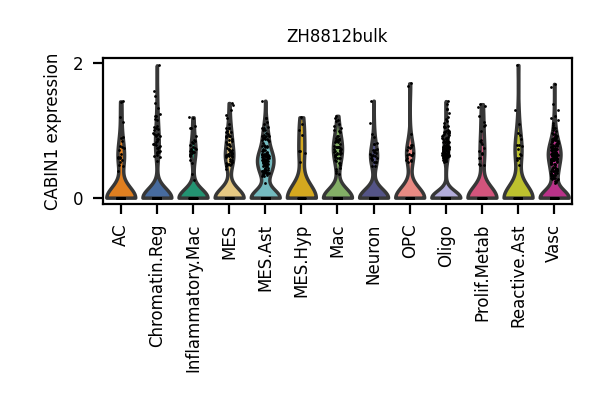 ZH8812bulk
CABIN1 expression
2
0
AC
Chromatin.Reg
Inflammatory.Mac
MES
MES.Ast
MES.Hyp
Mac
Neuron
OPC
Oligo
Prolif.Metab
Reactive.Ast
Vasc